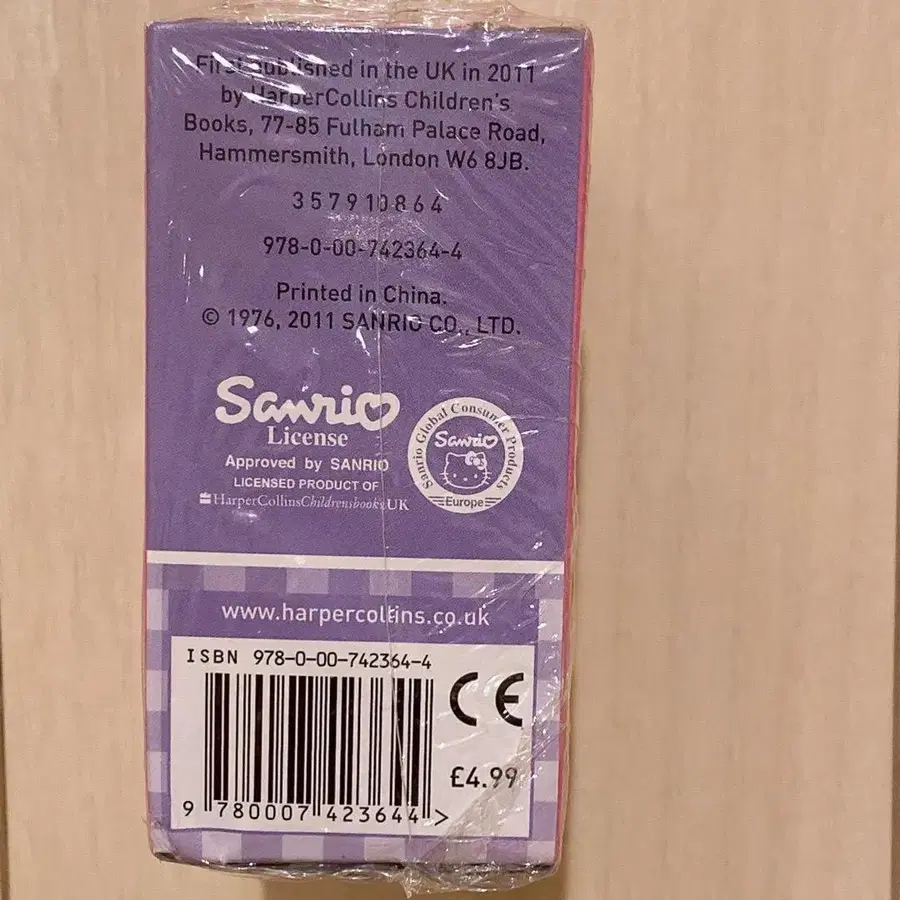 First published in the UK in 2011
by HarperCollins Children's
Books, 77-85 Fulham Palace Road,
Hammersmith, London W6 8JB.
3 5 7 9 10 8 6 4
978-0-00-742364-4
Printed in China.
© 1976, 2011 SANRIO CO., LTD.
Sanrio
License
Approved by SANRIO
LICENSED PRODUCT OF
HarperCollinsChildrensbooksUK
Sanrio Global Consumer Products
Sanrio
Europe
www.harpercollins.co.uk
ISBN 978-0-00-742364-4
CE
£4.99
9 780007 423644 >